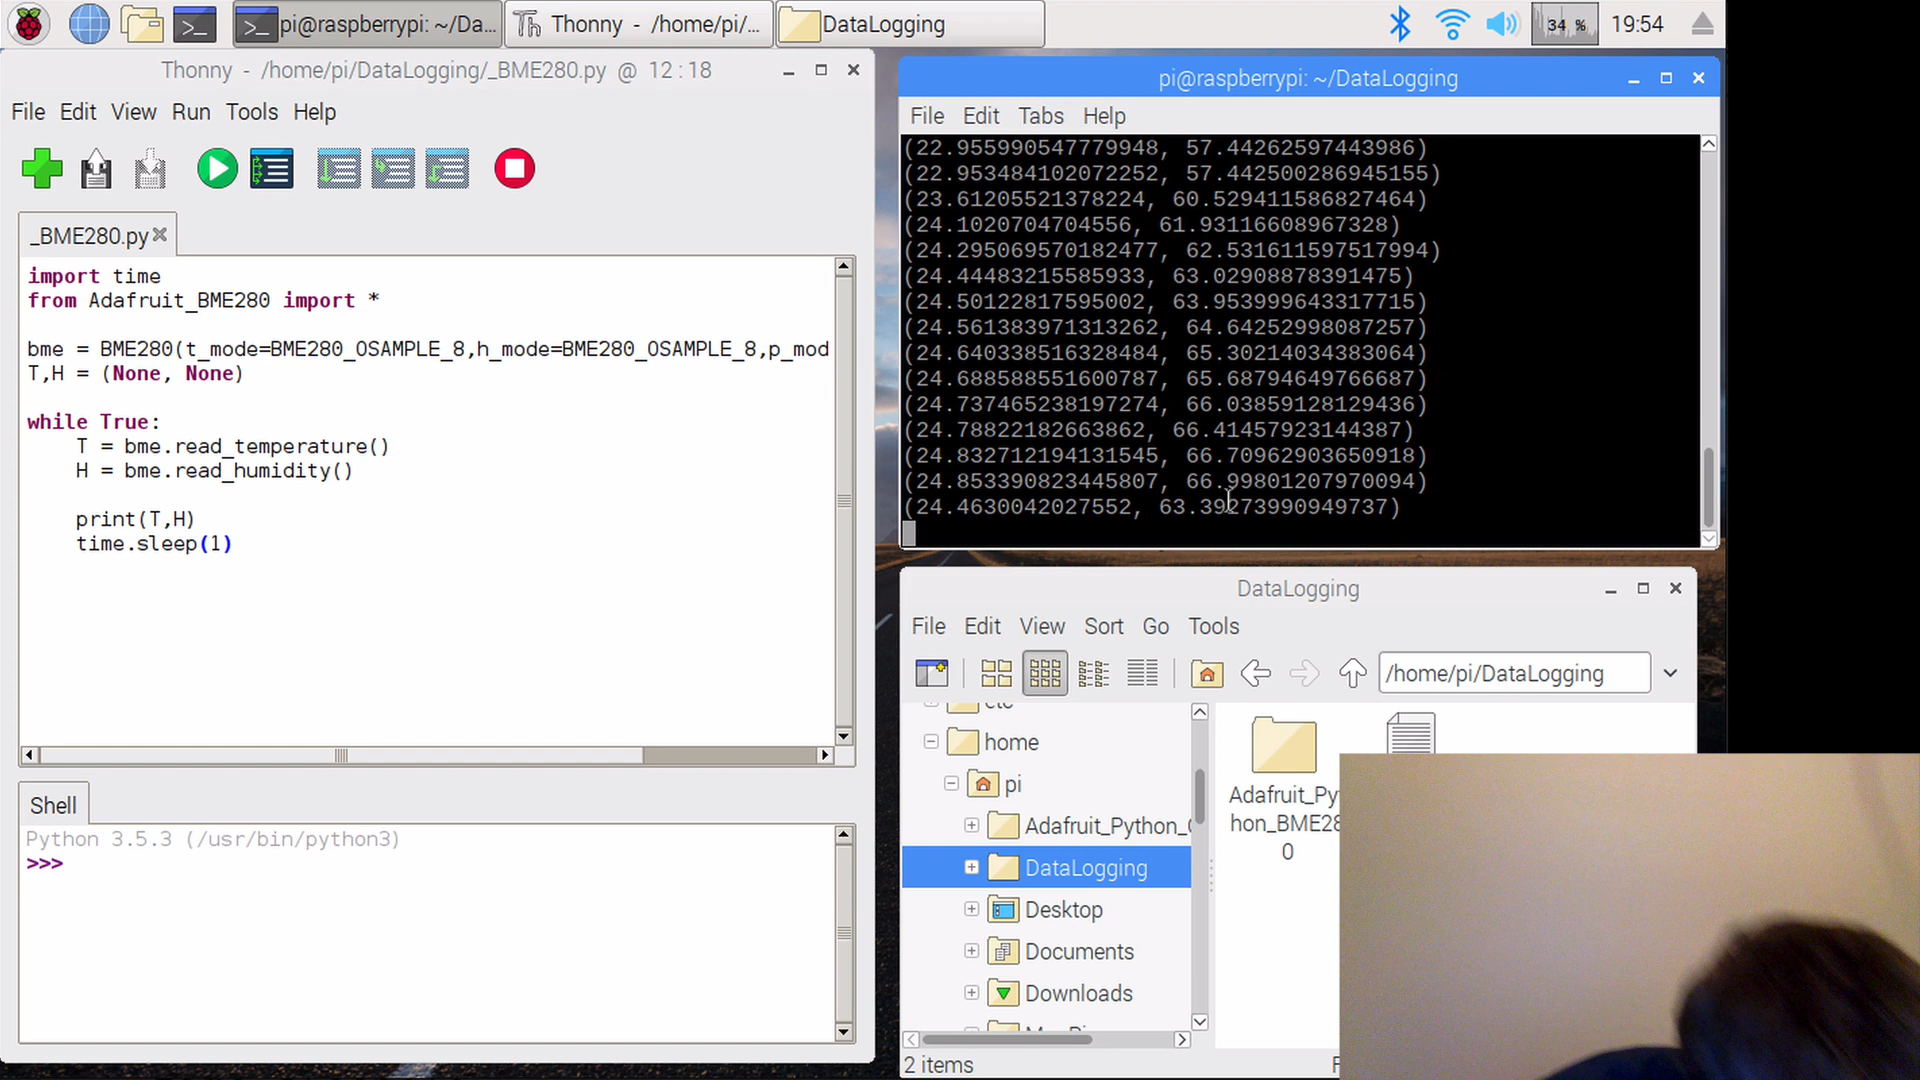 pi@raspberrypi: ~/Da...
Thonny - /home/pi/...
DataLogging
34 %
19:54
Thonny - /home/pi/DataLogging/_BME280.py @ 12:18
File Edit View Run Tools Help
_BME280.py
import time
from Adafruit_BME280 import *
bme = BME280(t_mode=BME280_OSAMPLE_8,h_mode=BME280_OSAMPLE_8,p_mod
T,H = (None, None)
while True:
T = bme.read_temperature()
H = bme.read_humidity()
print(T,H)
time.sleep(1)
Shell
Python 3.5.3 (/usr/bin/python3)
>>>
pi@raspberrypi: ~/DataLogging
File Edit Tabs Help
(22.955990547779948, 57.44262597443986)
(22.953484102072252, 57.442500286945155)
(23.61205521378224, 60.529411586827464)
(24.1020704704556, 61.93116608967328)
(24.295069570182477, 62.531611597517994)
(24.44483215585933, 63.02908878391475)
(24.50122817595002, 63.953999643317715)
(24.561383971313262, 64.64252998087257)
(24.640338516328484, 65.30214034383064)
(24.688588551600787, 65.68794649766687)
(24.737465238197274, 66.03859128129436)
(24.78822182663862, 66.41457923144387)
(24.832712194131545, 66.70962903650918)
(24.853390823445807, 66.99801207970094)
(24.4630042027552, 63.39273990949737)
DataLogging
File Edit View Sort Go Tools
/home/pi/DataLogging
etc
home
pi
Adafruit_Python_
DataLogging
Desktop
Documents
Downloads
Adafruit_Py
hon_BME28
0
2 items